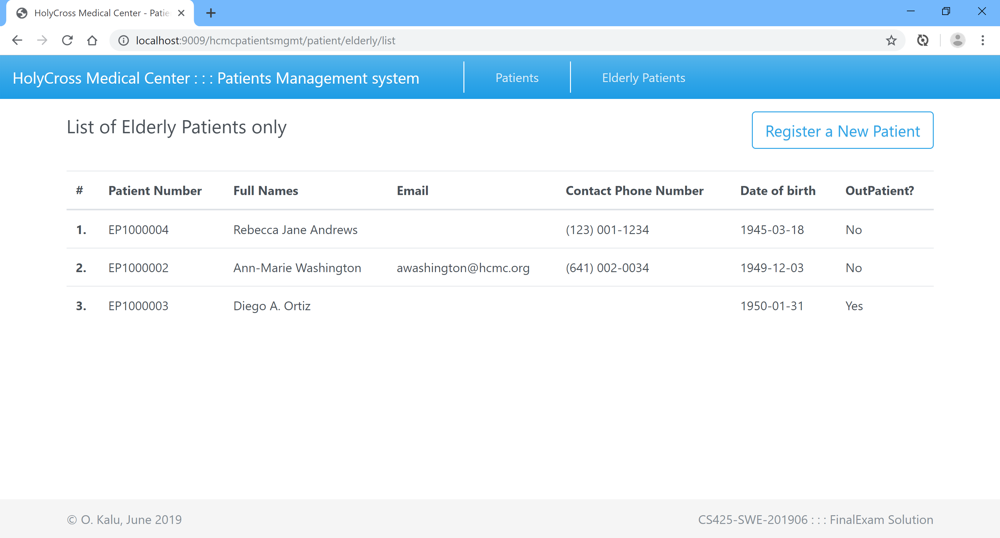 HolyCross Medical Center - Patie
localhost:9009/hcmcpatientsmgmt/patient/elderly/list
HolyCross Medical Center : : : Patients Management system Patients Elderly Patients
List of Elderly Patients only Register a New Patient
# Patient Number Full Names Email Contact Phone Number Date of birth OutPatient?
1. EP1000004 Rebecca Jane Andrews (123) 001-1234 1945-03-18 No
2. EP1000002 Ann-Marie Washington awashington@hcmc.org (641) 002-0034 1949-12-03 No
3. EP1000003 Diego A. Ortiz 1950-01-31 Yes
© O. Kalu, June 2019 CS425-SWE-201906 : : : FinalExam Solution